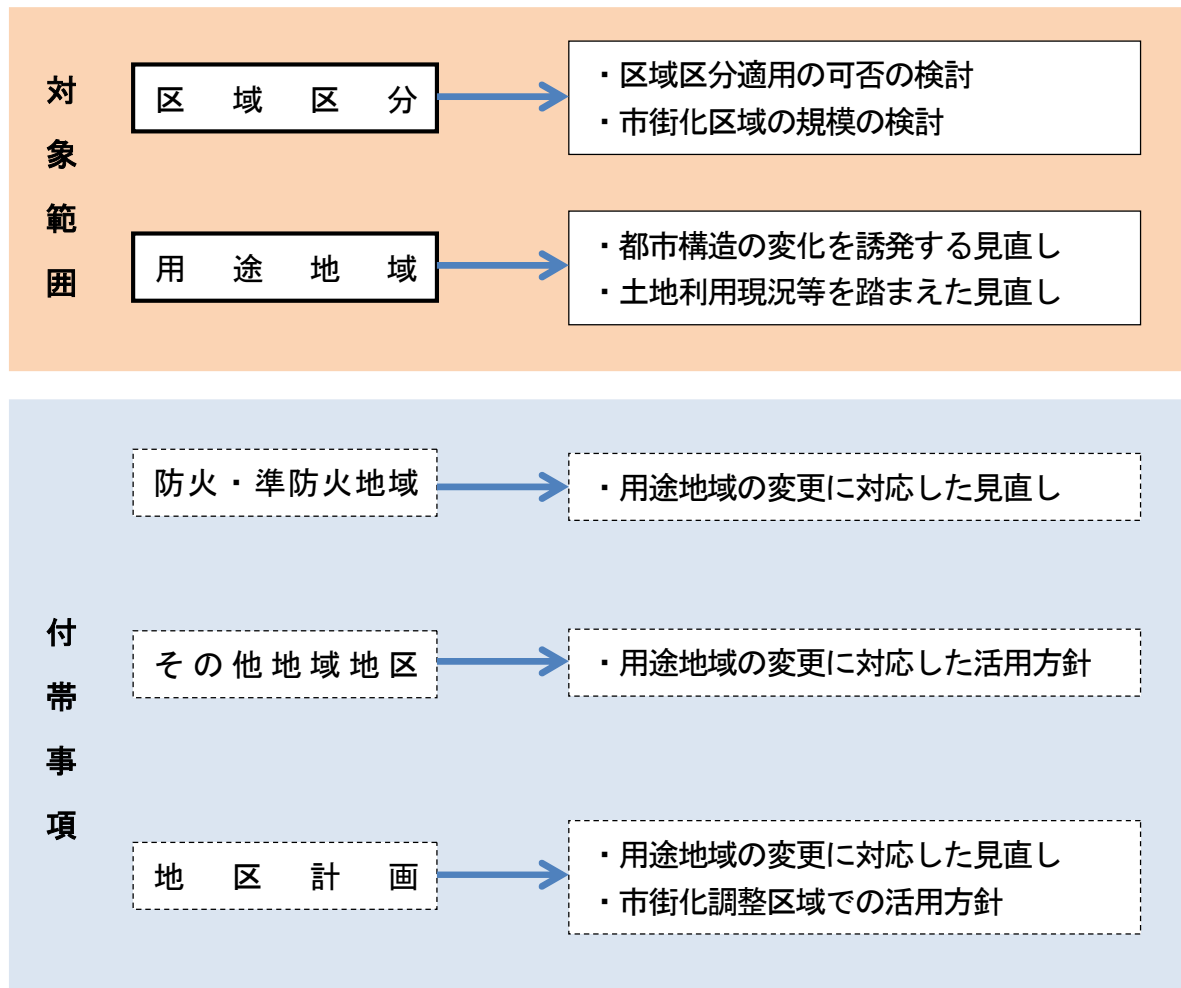 対象範囲
区域区分
・区域区分適用の可否の検討
・市街化区域の規模の検討
用途地域
・都市構造の変化を誘発する見直し
・土地利用現況等を踏まえた見直し
付帯事項
防火・準防火地域
・用途地域の変更に対応した見直し
その他地域地区
・用途地域の変更に対応した活用方針
地区計画
・用途地域の変更に対応した見直し
・市街化調整区域での活用方針